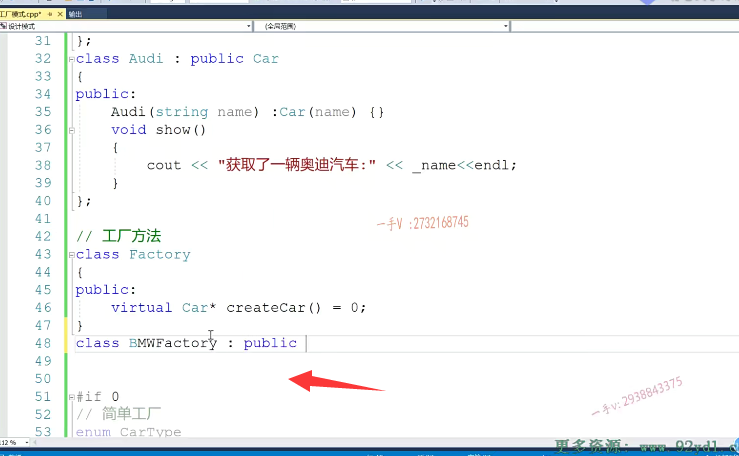 工厂模式.cpp* 输出
设计模式 (全局范围)
31 };
32 class Audi : public Car
33 {
34 public:
35 Audi(string name) :Car(name) {}
36 void show()
37 {
38 cout << "获取了一辆奥迪汽车:" << _name<<endl;
39 }
40 };
41
一手V :2732168745
42 // 工厂方法
43 class Factory
44 {
45 public:
46 virtual Car* createCar() = 0;
47 }
48 class BMWFactory : public
49
50
51 #if 0
一手v:2938843375
52 // 简单工厂
53 enum CarType
更多资源: